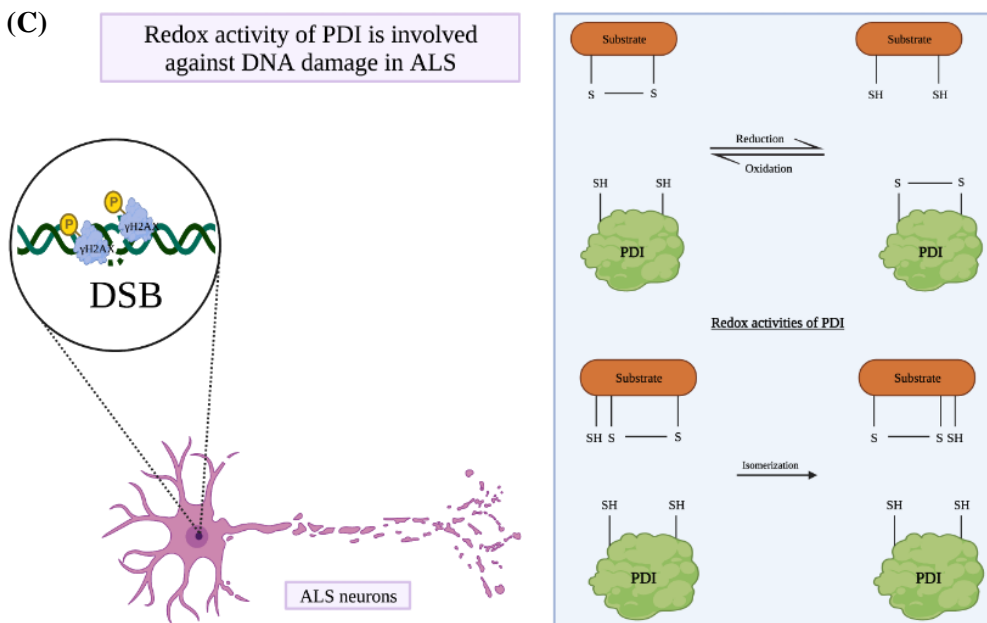 (C)
Redox activity of PDI is involved
against DNA damage in ALS
P
P
γH2AX
γH2AX
DSB
ALS neurons
Substrate
Substrate
S S
SH SH
Reduction
Oxidation
SH SH
S S
PDI
PDI
Redox activities of PDI
Substrate
Substrate
SH S S
S S SH
Isomerization
SH SH
SH SH
PDI
PDI